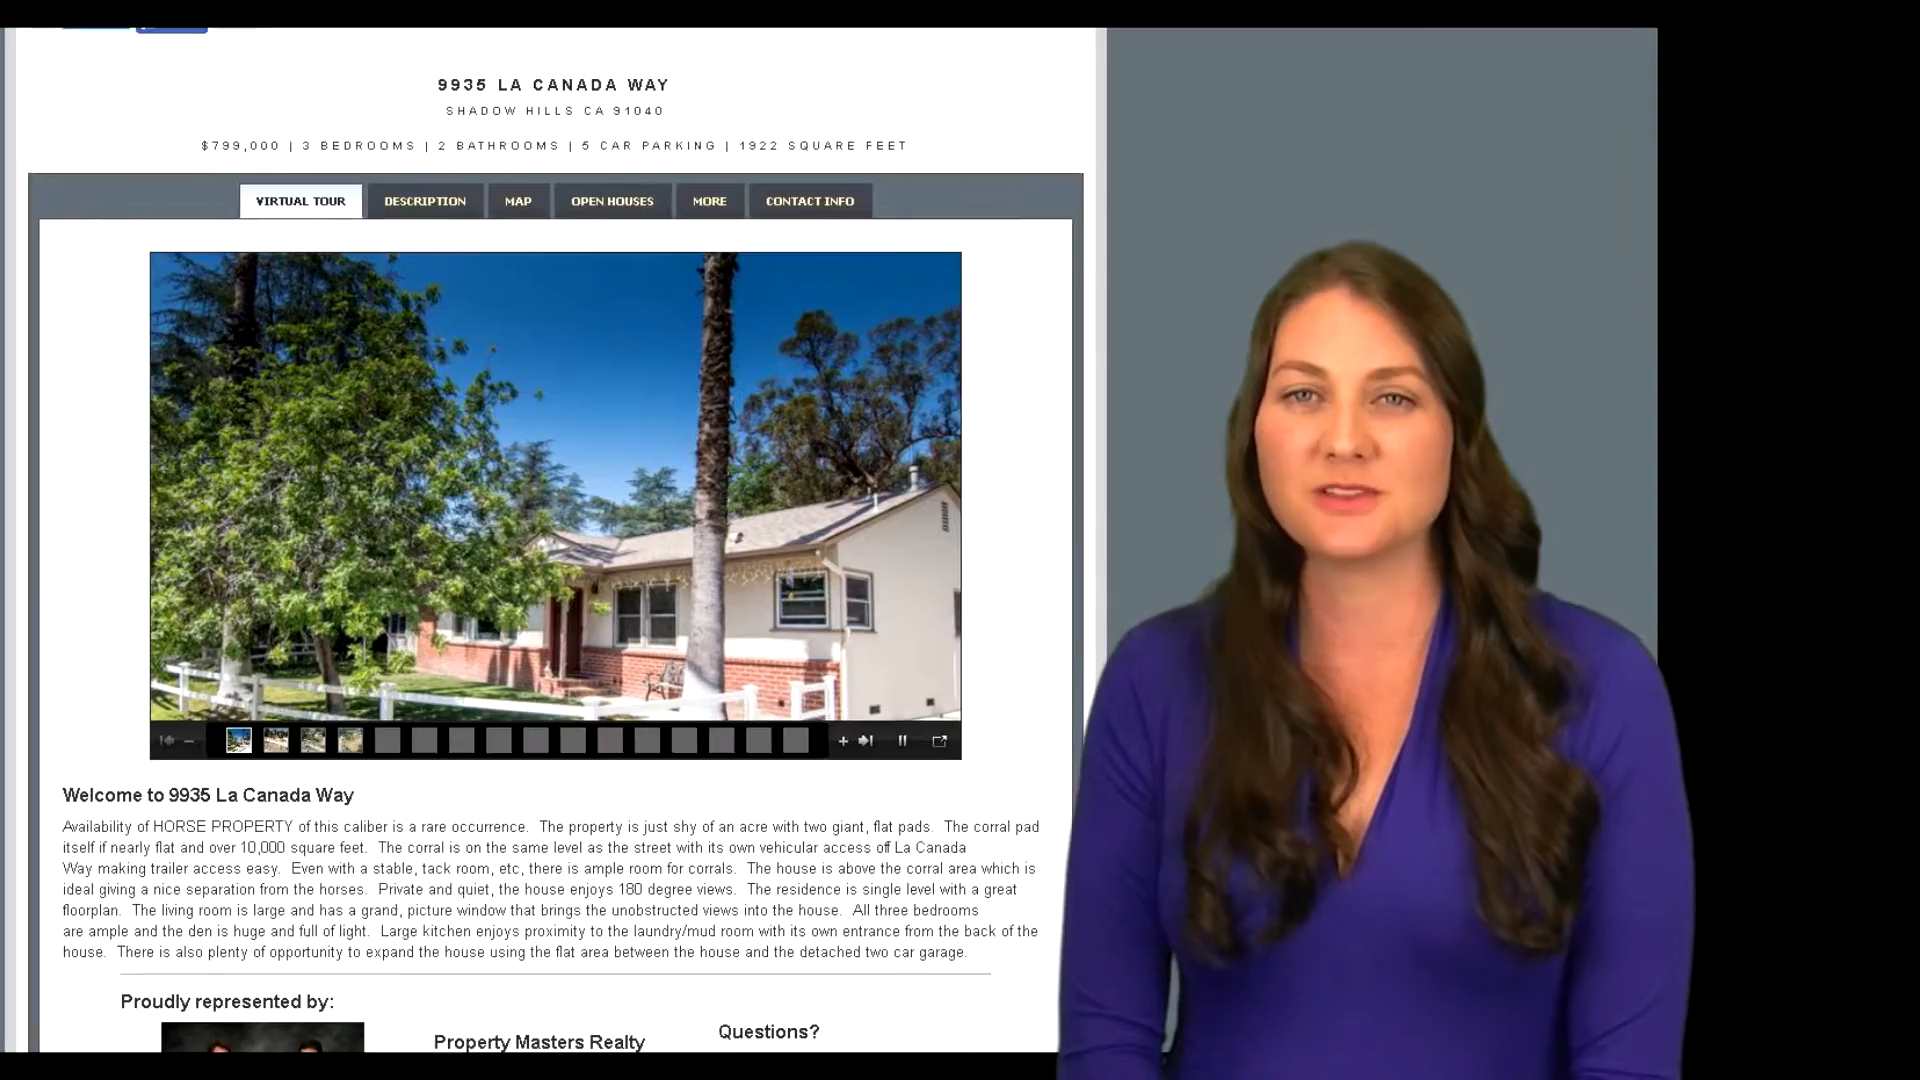 9935 LA CANADA WAY
SHADOW HILLS CA 91040
$799,000 | 3 BEDROOMS | 2 BATHROOMS | 5 CAR PARKING | 1922 SQUARE FEET
VIRTUAL TOUR DESCRIPTION MAP OPEN HOUSES MORE CONTACT INFO
Welcome to 9935 La Canada Way
Availability of HORSE PROPERTY of this caliber is a rare occurrence. The property is just shy of an acre with two giant, flat pads. The corral pad
itself if nearly flat and over 10,000 square feet. The corral is on the same level as the street with its own vehicular access off La Canada
Way making trailer access easy. Even with a stable, tack room, etc, there is ample room for corrals. The house is above the corral area which is
ideal giving a nice separation from the horses. Private and quiet, the house enjoys 180 degree views. The residence is single level with a great
floorplan. The living room is large and has a grand, picture window that brings the unobstructed views into the house. All three bedrooms
are ample and the den is huge and full of light. Large kitchen enjoys proximity to the laundry/mud room with its own entrance from the back of the
house. There is also plenty of opportunity to expand the house using the flat area between the house and the detached two car garage.
Proudly represented by:
Property Masters Realty
Questions?